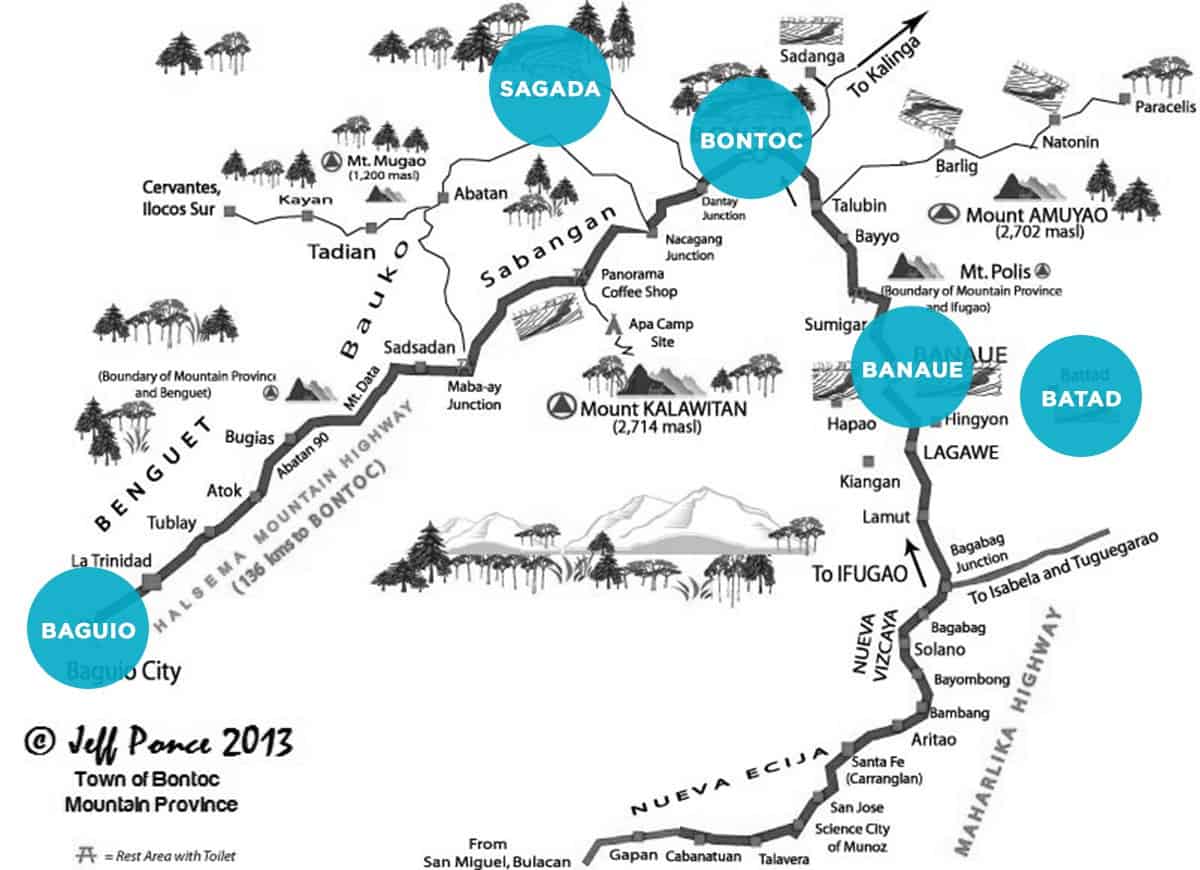 SAGADA
BONTOC
Sadanga
To Kalinga
Paracelis
Natonin
Barlig
Mt. Mugao
(1,200 masl)
Cervantes,
Ilocos Sur
Kayan
Abatan
Tadian
Dantay
Junction
Talubin
Mount AMUYAO
(2,702 masl)
Bayyo
Nacagang
Junction
Sabangan
Bauko
Panorama
Coffee Shop
Mt. Polis
(Boundary of Mountain Province
and Ifugao)
Sumigar
Apa Camp
Site
Sadsadan
Maba-ay
Junction
BANAUE
BANAUE
Battad
BATAD
(Boundary of Mountain Province
and Benguet)
Mt.Data
Mount KALAWITAN
(2,714 masl)
Hapao
Hingyon
LAGAWE
Bugias
Abatan 90
BENGUET
Kiangan
Atok
Lamut
Tublay
HALSEMA MOUNTAIN HIGHWAY
(136 kms to BONTOC)
La Trinidad
Bagabag
Junction
To IFUGAO
To Isabela and Tuguegarao
BAGUIO
Baguio City
NUEVA
VIZCAYA
Bagabag
Solano
Bayombong
Bambang
Aritao
MAHARLIKA HIGHWAY
© Jeff Ponce 2013
Town of Bontoc
Mountain Province
NUEVA ECIJA
Santa Fe
(Carranglan)
San Jose
Science City
of Munoz
From
San Miguel, Bulacan
Gapan
Cabanatuan
Talavera
= Rest Area with Toilet